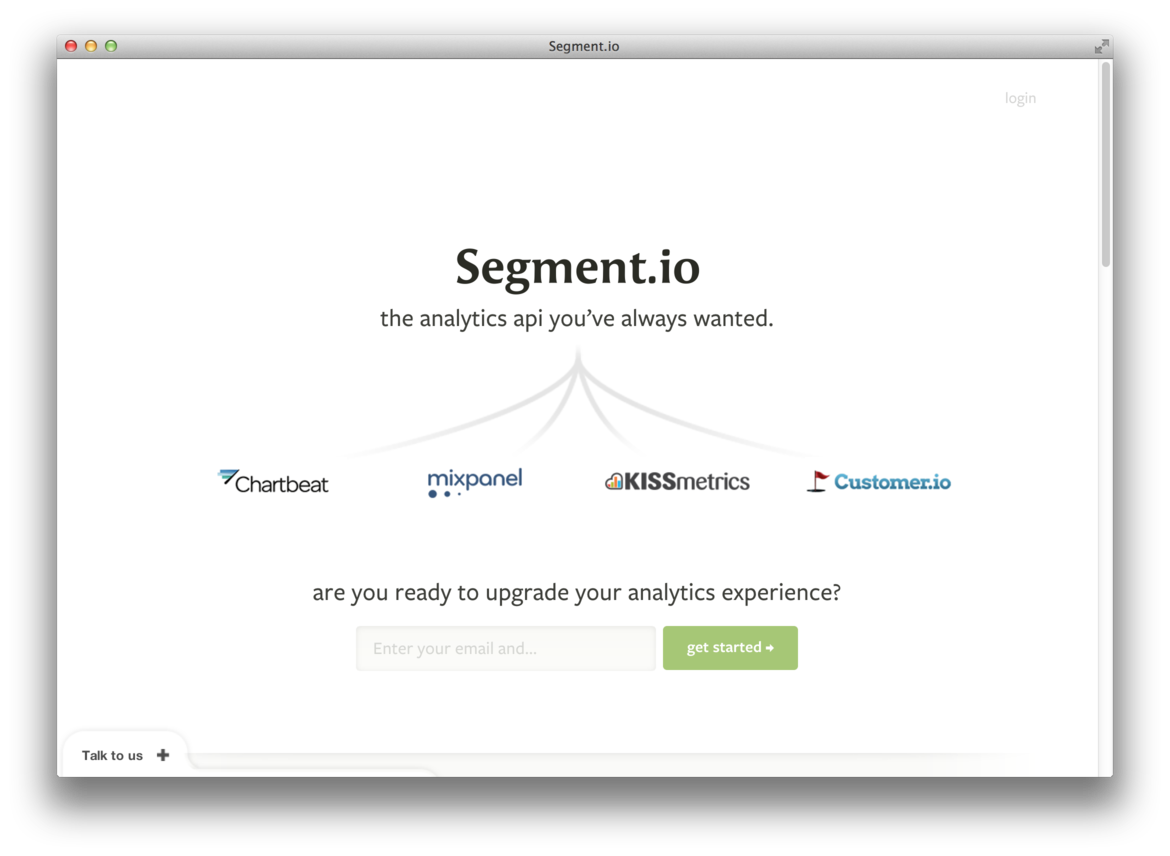 Segment.io
login
Segment.io
the analytics api you've always wanted.
Chartbeat
mixpanel
KISSmetrics
Customer.io
are you ready to upgrade your analytics experience?
Enter your email and...
get started →
Talk to us +